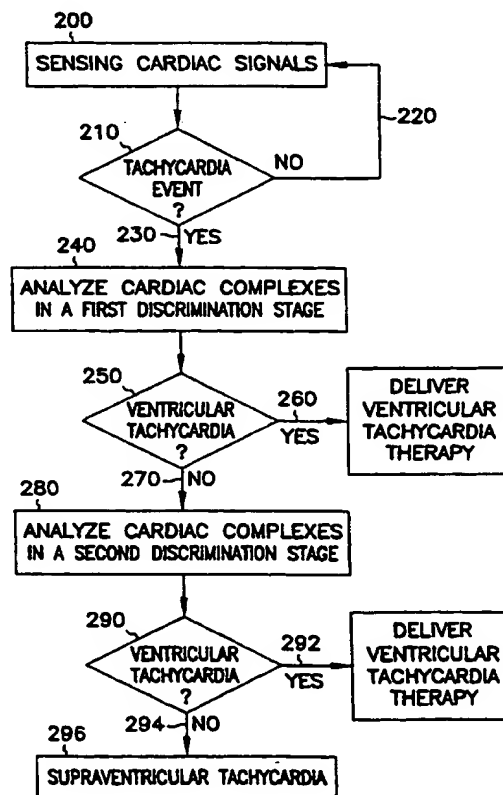 200
SENSING CARDIAC SIGNALS
220
210
TACHYCARDIA
EVENT
?
NO
230
YES
240
ANALYZE CARDIAC COMPLEXES
IN A FIRST DISCRIMINATION STAGE
250
VENTRICULAR
TACHYCARDIA
?
260
YES
DELIVER
VENTRICULAR
TACHYCARDIA
THERAPY
270
NO
280
ANALYZE CARDIAC COMPLEXES
IN A SECOND DISCRIMINATION STAGE
290
VENTRICULAR
TACHYCARDIA
?
292
YES
DELIVER
VENTRICULAR
TACHYCARDIA
THERAPY
294
NO
296
SUPRAVENTRICULAR TACHYCARDIA